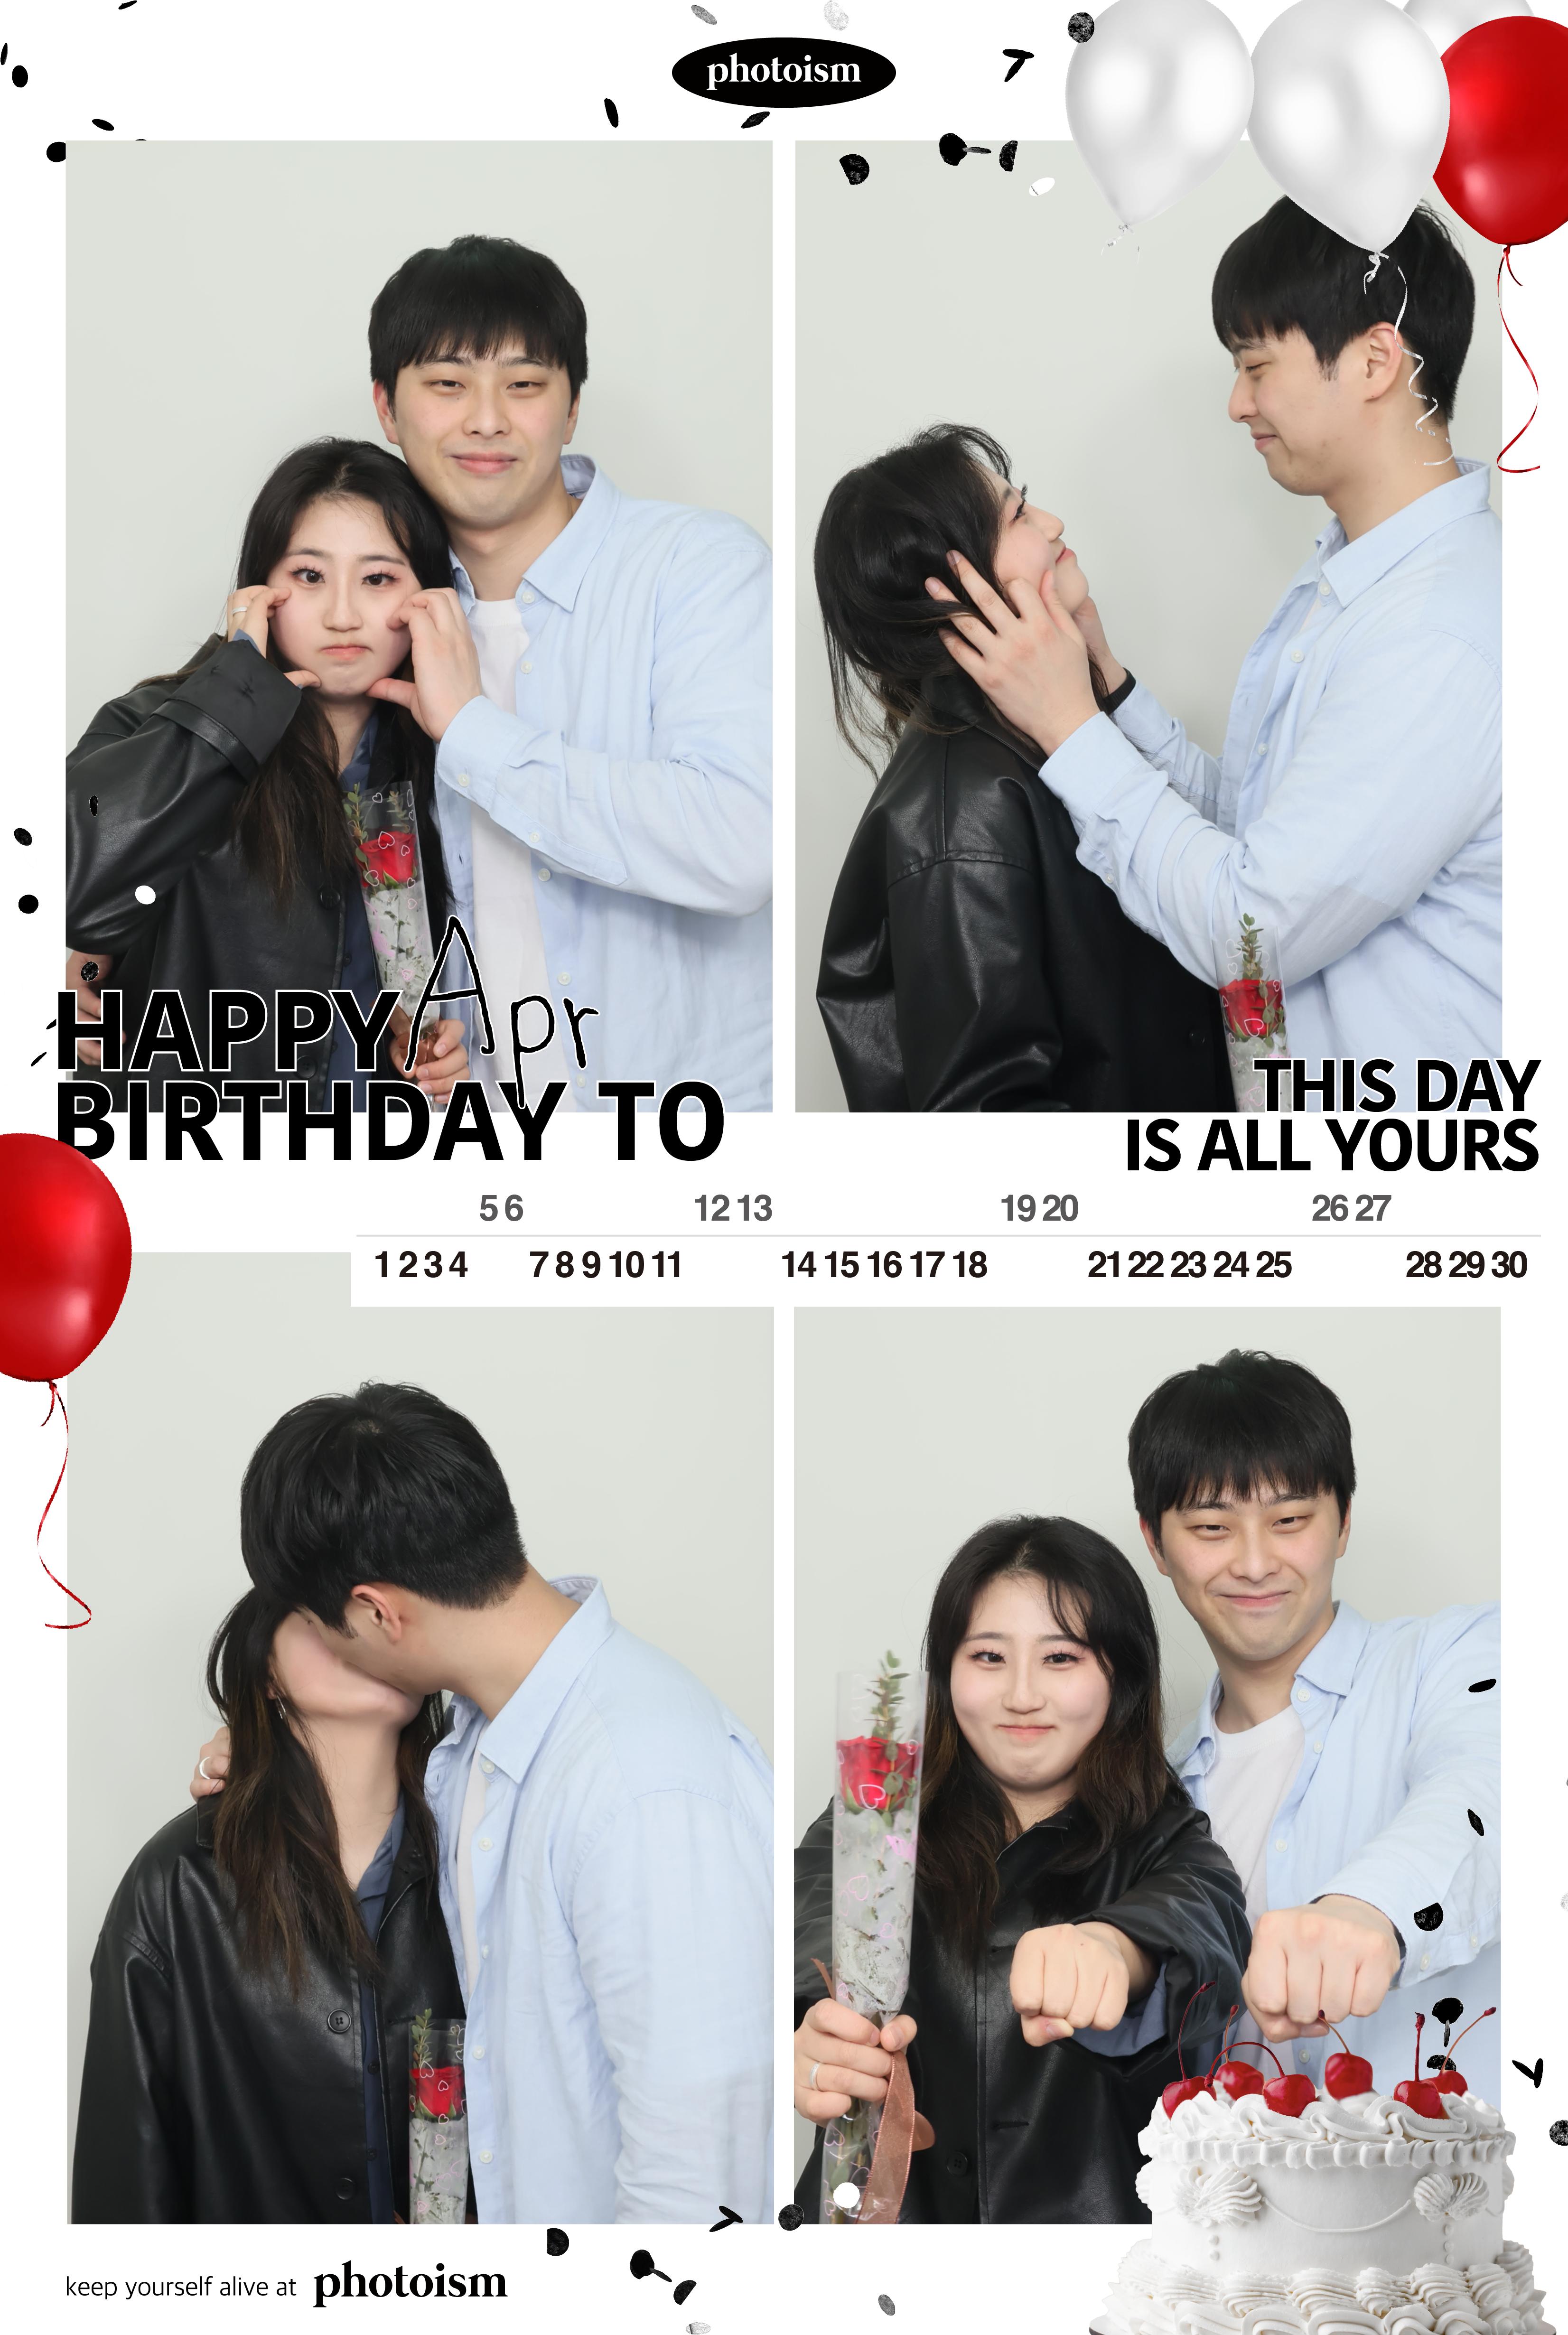 photoism
HAPPY Apr
BIRTHDAY TO
THIS DAY
IS ALL YOURS
5 6 12 13 19 20 26 27
1 2 3 4 7 8 9 10 11 14 15 16 17 18 21 22 23 24 25 28 29 30
keep yourself alive at photoism